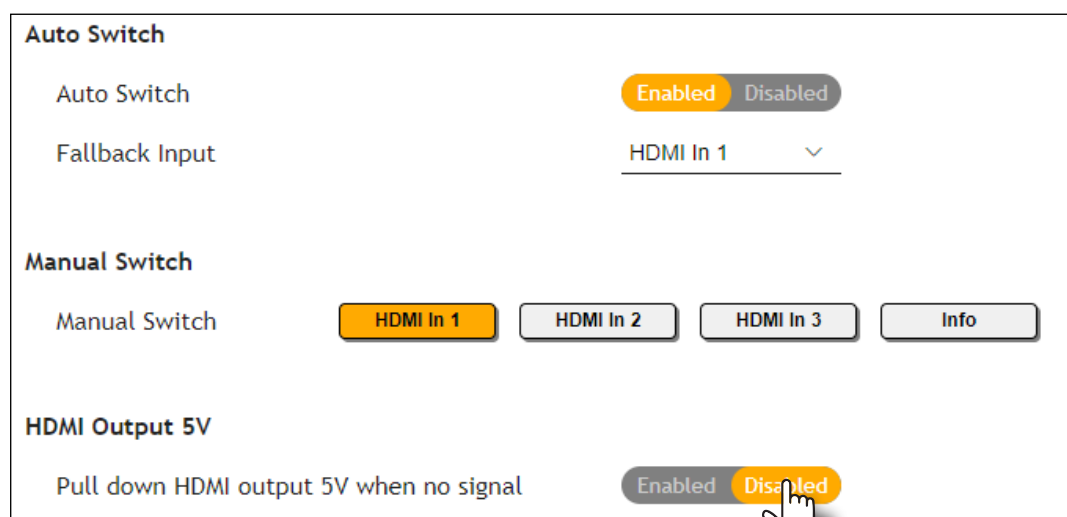 Auto Switch
Auto Switch Enabled Disabled
Fallback Input HDMI In 1
Manual Switch
Manual Switch HDMI In 1 HDMI In 2 HDMI In 3 Info
HDMI Output 5V
Pull down HDMI output 5V when no signal Enabled Disabled